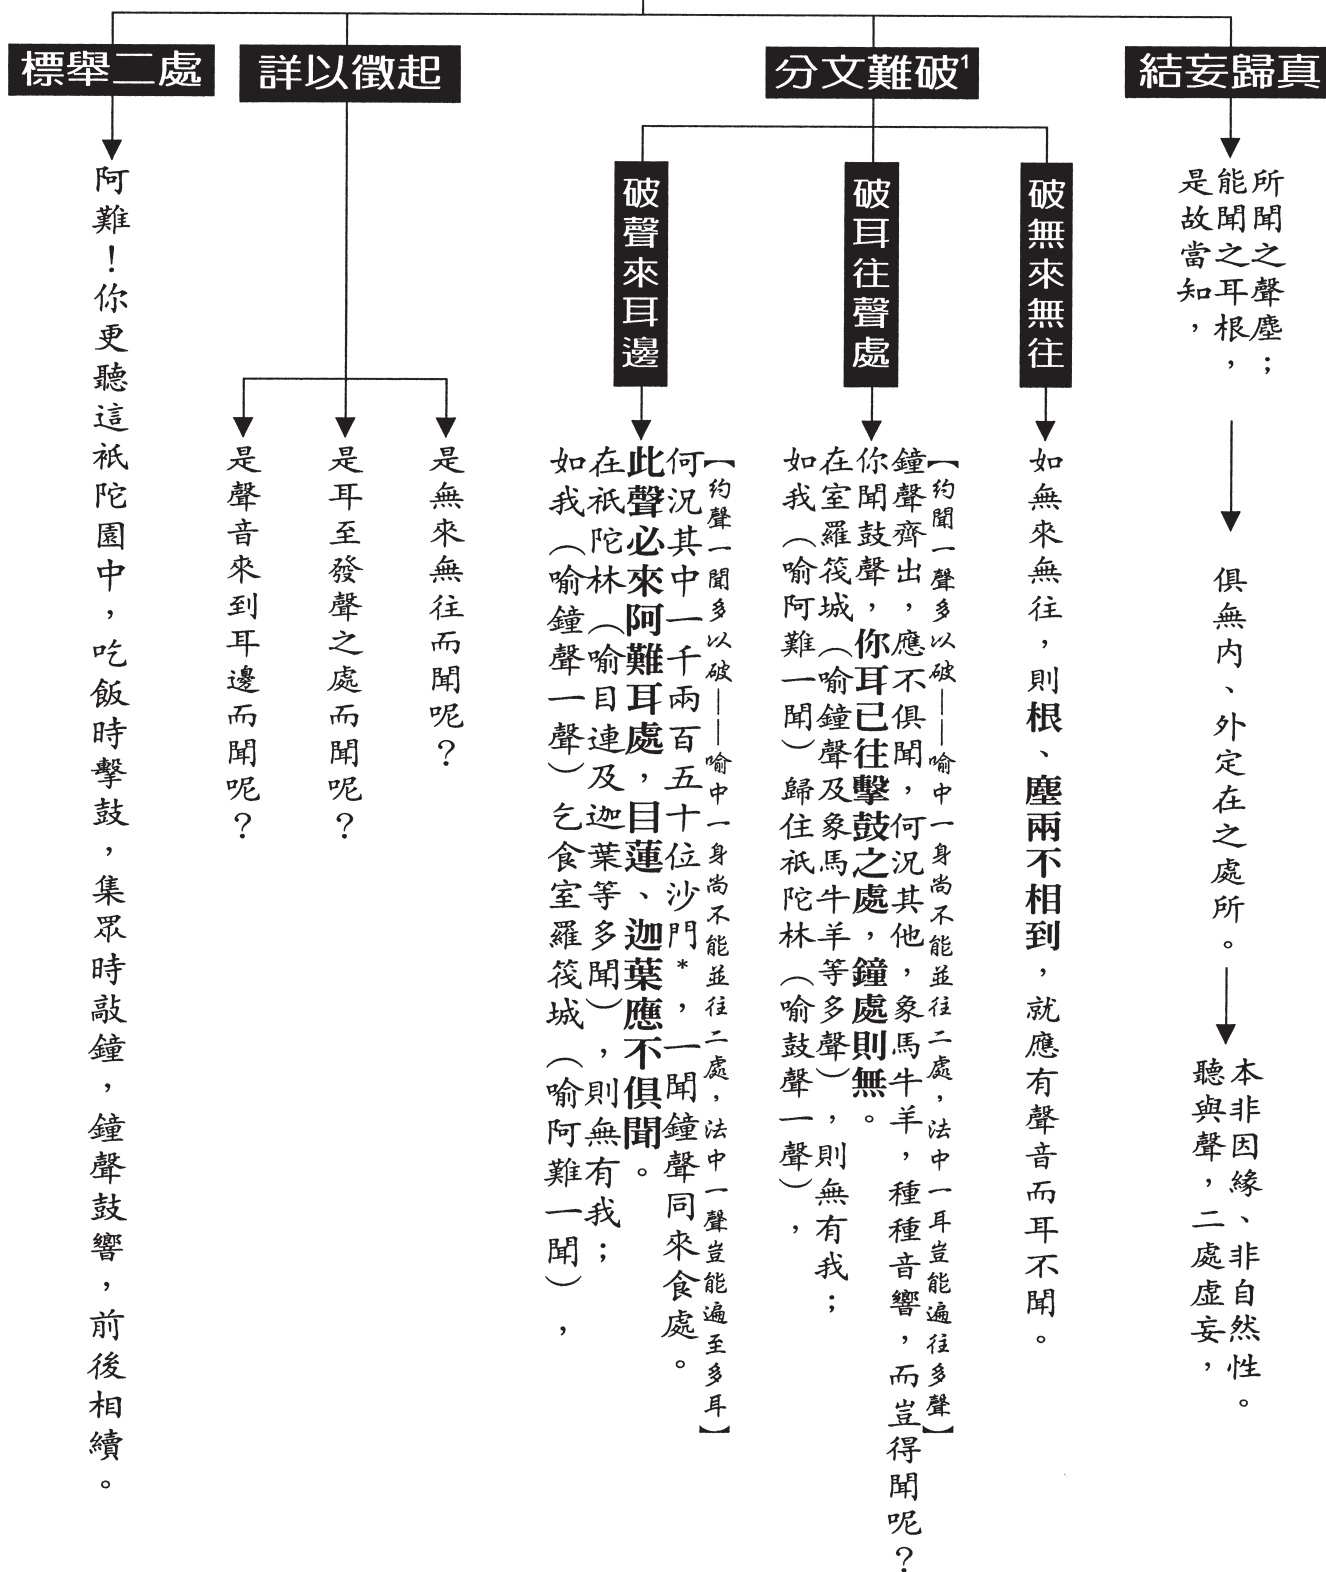 標舉二處
阿難！你更聽這祇陀園中，吃飯時擊鼓，集眾時敲鐘，鐘聲鼓響，前後相續。
詳以徵起
是聲音來到耳邊而聞呢？
是耳至發聲之處而聞呢？
是無來無往而聞呢？
分文難破¹
破聲來耳邊
如我（喻鐘聲一聲）乞食室羅筏城（喻阿難一聞），
在祇陀林（喻目連及迦葉等多聞），則無有我；
此聲必來阿難耳處，目蓮、迦葉應不俱聞。
何況其中一千兩百五十位沙門*，一聞鐘聲同來食處。
【約聲一聞多以破——喻中一身尚不能並往二處，法中一聲豈能遍至多耳】
破耳往聲處
如我（喻阿難一聞）歸住祇陀林（喻鼓聲一聲），
在室羅筏城（喻鐘聲及象馬牛羊等多聲），則無有我；
你聞鼓聲，你耳已往擊鼓之處，鐘處則無。
鐘聲齊出，應不俱聞，何況其他，象馬牛羊，種種音響，而豈得聞呢？
【約聞一聲多以破——喻中一身尚不能並往二處，法中一耳豈能遍往多聲】
破無來無往
如無來無往，則根、塵兩不相到，就應有聲音而耳不聞。
結妄歸真
是故當知，
能聞之耳根，
所聞之聲塵；
俱無內、外定在之處所。
聽與聲，二處虛妄，
本非因緣、非自然性。